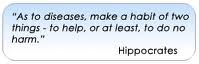 “As to diseases, make a habit of two
things - to help, or at least, to do no
harm.”
Hippocrates